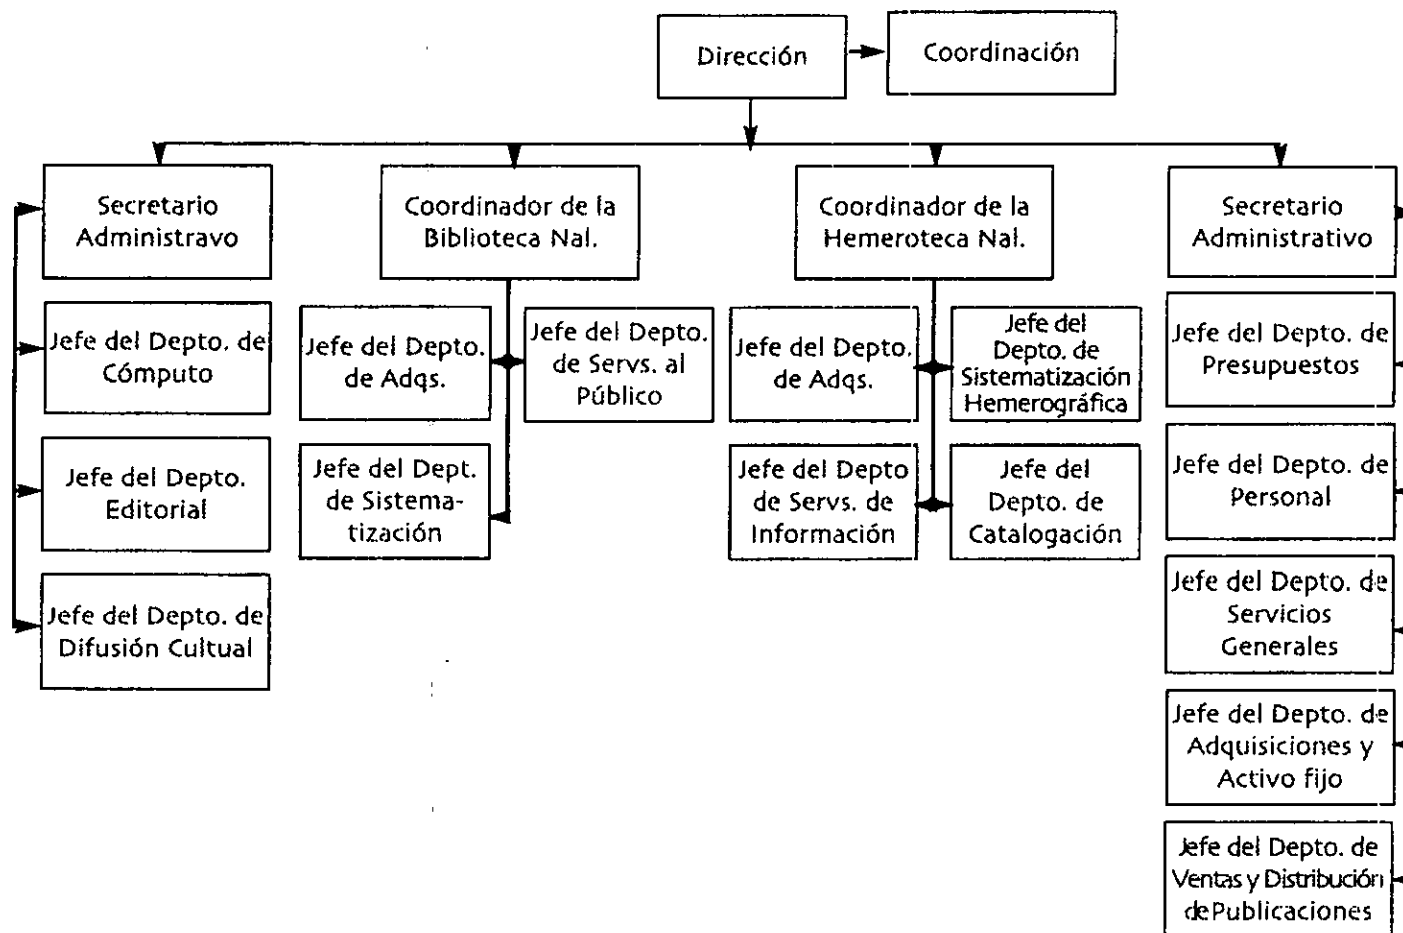 Dirección
Coordinación
Secretario
Administravo
Coordinador de la
Biblioteca Nal.
Coordinador de la
Hemeroteca Nal.
Secretario
Administrativo
Jefe del Depto. de
Cómputo
Jefe del Depto.
Editorial
Jefe del Depto. de
Difusión Cultual
Jefe del Depto.
de Adqs.
Jefe del Depto.
de Servs. al
Público
Jefe del Dept.
de Sistema-
tización
Jefe del Depto.
de Adqs.
Jefe del
Depto. de
Sistematización
Hemerográfica
Jefe del Depto
de Servs. de
Información
Jefe del
Depto. de
Catalogación
Jefe del Depto. de
Presupuestos
Jefe del Depto. de
Personal
Jefe del Depto. de
Servicios
Generales
Jefe del Depto. de
Adquisiciones y
Activo fijo
Jefe del Depto. de
Ventas y Distribución
de Publicaciones